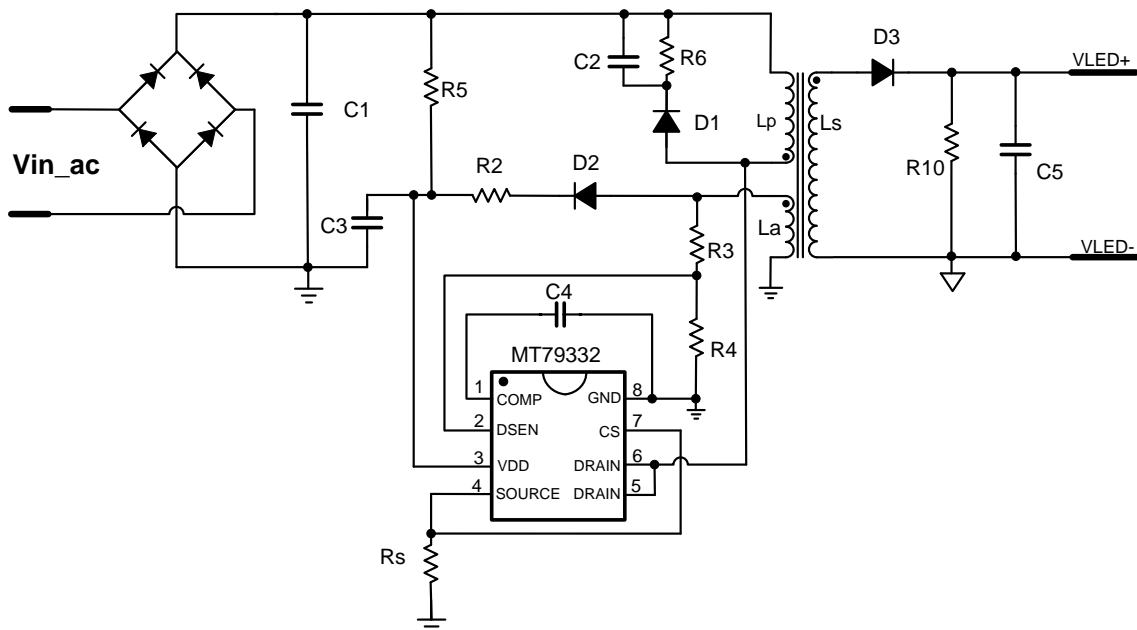 D3
VLED+
C2
R6
R5
C1
D1
Lp
Ls
Vin_ac
R10
C5
R2
D2
C3
La
R3
VLED-
C4
R4
MT79332
1
COMP
GND
8
2
DSEN
CS
7
3
VDD
DRAIN
6
4
SOURCE
DRAIN
5
Rs